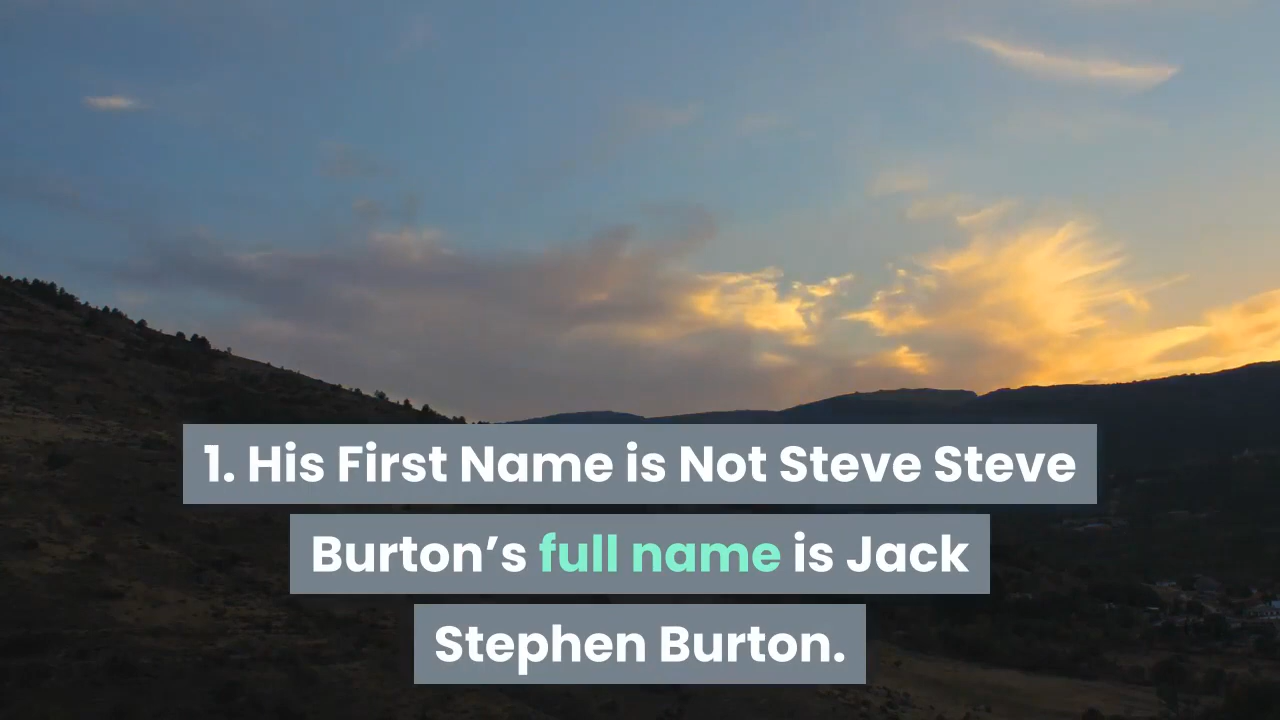 1. His First Name is Not Steve Steve
Burton’s full name is Jack
Stephen Burton.